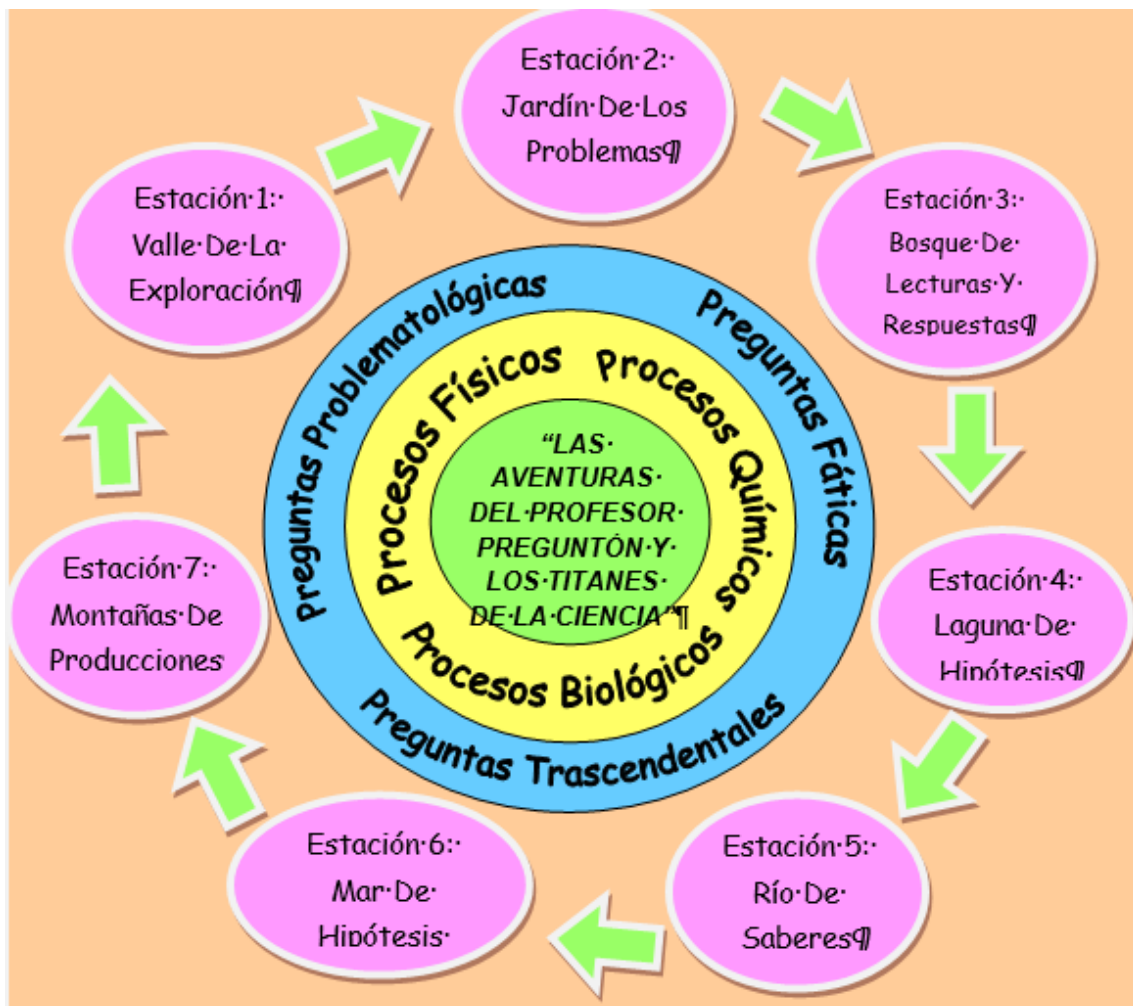 Estación·1:·
Valle·De·La·
Exploración¶
Estación·2:·
Jardín·De·Los·
Problemas¶
Estación·3:·
Bosque·De·
Lecturas·Y·
Respuestas¶
Estación·4:·
Laguna·De·
Hipótesis¶
Estación·5:·
Río·De·
Saberes¶
Estación·6:·
Mar·De·
Hipótesis·
Estación·7:·
Montañas·De·
Producciones
Preguntas Problematológicas
Preguntas Fáticas
Preguntas Trascendentales
Procesos Físicos
Procesos Químicos
Procesos Biológicos
“LAS·
AVENTURAS·
DEL·PROFESOR·
PREGUNTÓN·Y·
LOS·TITANES·
DE·LA·CIENCIA”¶